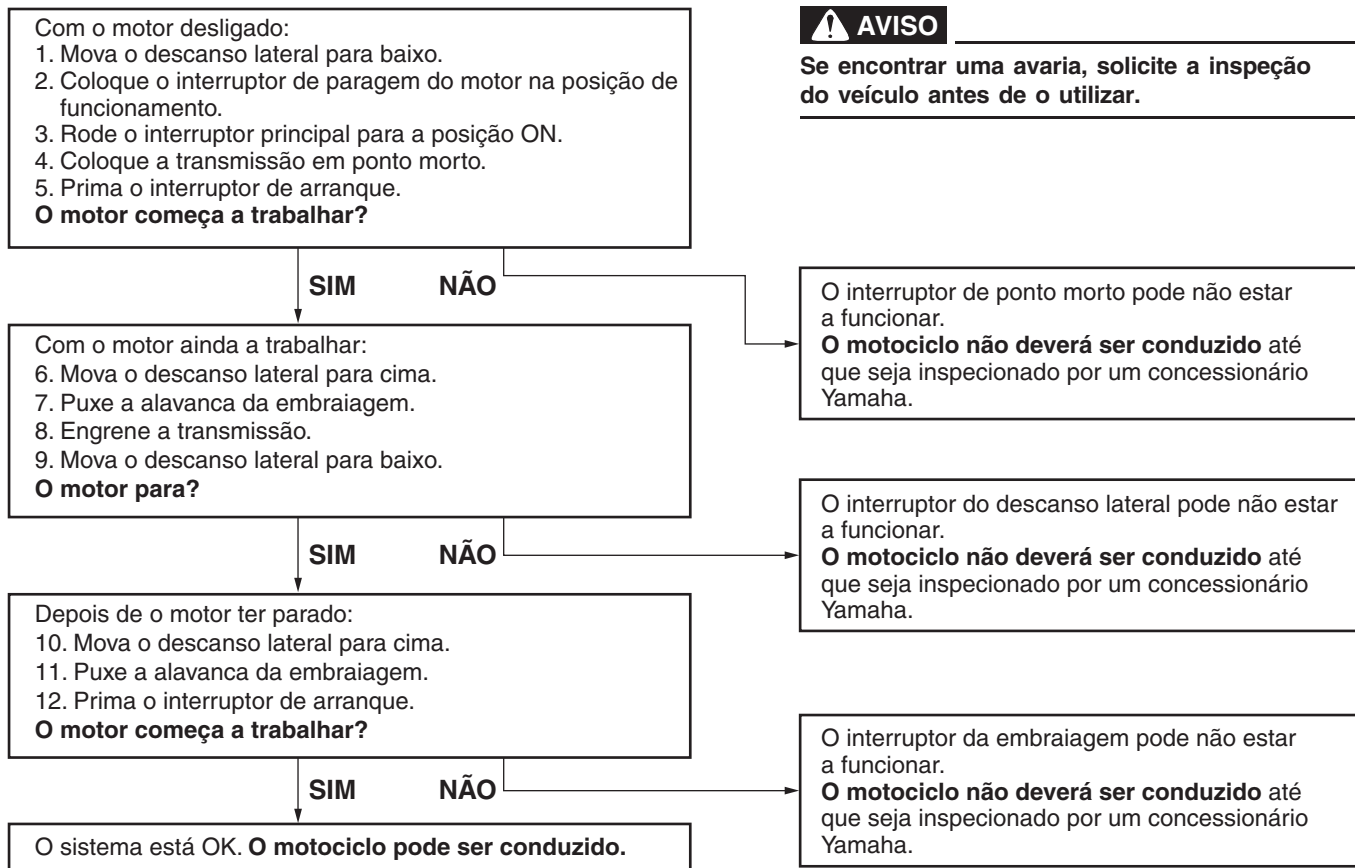 Com o motor desligado:
1. Mova o descanso lateral para baixo.
2. Coloque o interruptor de paragem do motor na posição de
funcionamento.
3. Rode o interruptor principal para a posição ON.
4. Coloque a transmissão em ponto morto.
5. Prima o interruptor de arranque.
O motor começa a trabalhar?
AVISO
Se encontrar uma avaria, solicite a inspeção
do veículo antes de o utilizar.
SIM NÃO
O interruptor de ponto morto pode não estar
a funcionar.
O motociclo não deverá ser conduzido até
que seja inspecionado por um concessionário
Yamaha.
Com o motor ainda a trabalhar:
6. Mova o descanso lateral para cima.
7. Puxe a alavanca da embraiagem.
8. Engrene a transmissão.
9. Mova o descanso lateral para baixo.
O motor para?
SIM NÃO
O interruptor do descanso lateral pode não estar
a funcionar.
O motociclo não deverá ser conduzido até
que seja inspecionado por um concessionário
Yamaha.
Depois de o motor ter parado:
10. Mova o descanso lateral para cima.
11. Puxe a alavanca da embraiagem.
12. Prima o interruptor de arranque.
O motor começa a trabalhar?
SIM NÃO
O interruptor da embraiagem pode não estar
a funcionar.
O motociclo não deverá ser conduzido até
que seja inspecionado por um concessionário
Yamaha.
O sistema está OK. O motociclo pode ser conduzido.